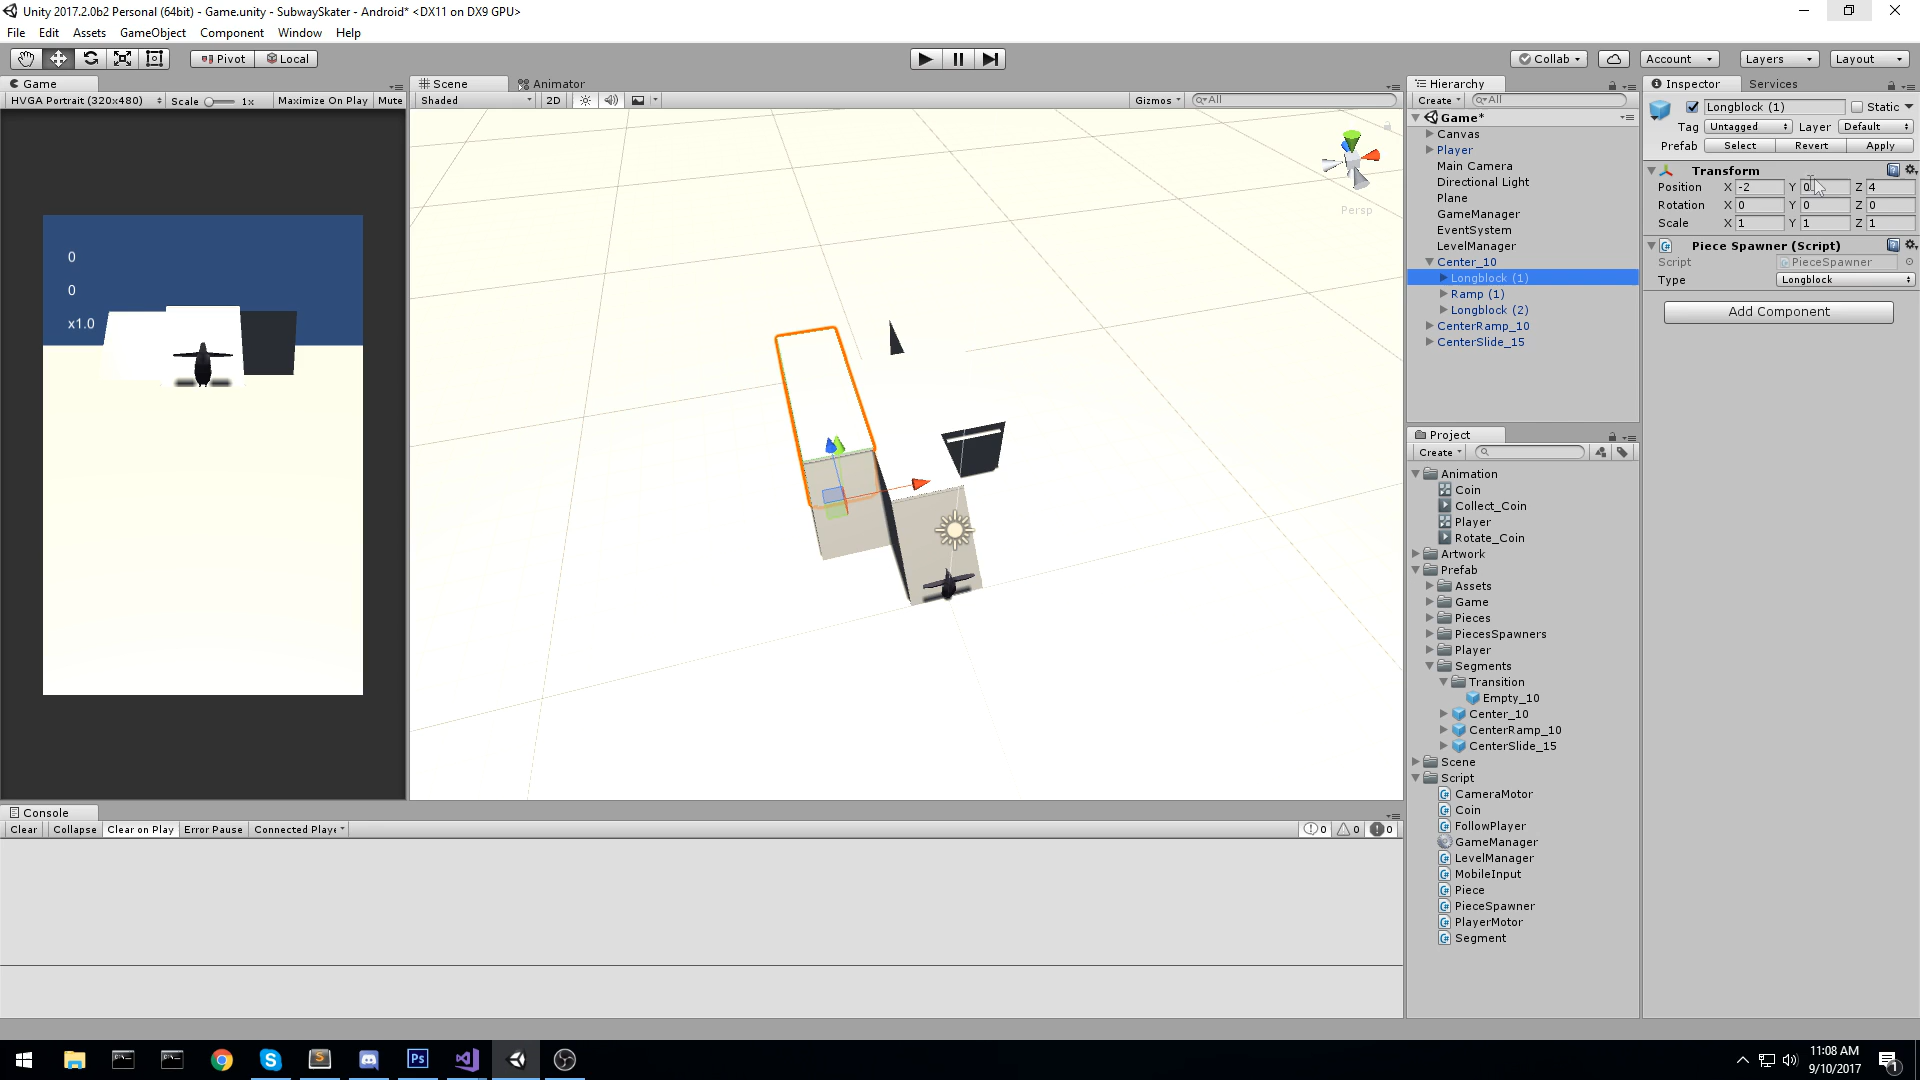 Unity 2017.2.0b2 Personal (64bit) - Game.unity - SubwaySkater - Android* <DX11 on DX9 GPU>
File Edit Assets GameObject Component Window Help
Pivot Local Collab Account Layers Layout
Game
HVGA Portrait (320x480) Scale 1x Maximize On Play Mute
0
0
x1.0
Scene Animator
Shaded 2D Gizmos All
Persp
Hierarchy
Create All
Game*
Canvas
Player
Main Camera
Directional Light
Plane
GameManager
EventSystem
LevelManager
Center_10
Longblock (1)
Ramp (1)
Longblock (2)
CenterRamp_10
CenterSlide_15
Project
Create
Animation
Coin
Collect_Coin
Player
Rotate_Coin
Artwork
Prefab
Assets
Game
Pieces
PiecesSpawners
Player
Segments
Transition
Empty_10
Center_10
CenterRamp_10
CenterSlide_15
Scene
Script
CameraMotor
Coin
FollowPlayer
GameManager
LevelManager
MobileInput
Piece
PieceSpawner
PlayerMotor
Segment
Inspector Services
Longblock (1) Static
Tag Untagged Layer Default
Prefab Select Revert Apply
Transform
Position X -2 Y 0 Z 4
Rotation X 0 Y 0 Z 0
Scale X 1 Y 1 Z 1
Piece Spawner (Script)
Script PieceSpawner
Type Longblock
Add Component
Console
Clear Collapse Clear on Play Error Pause Connected Playe 0 0 0
11:08 AM
9/10/2017
1